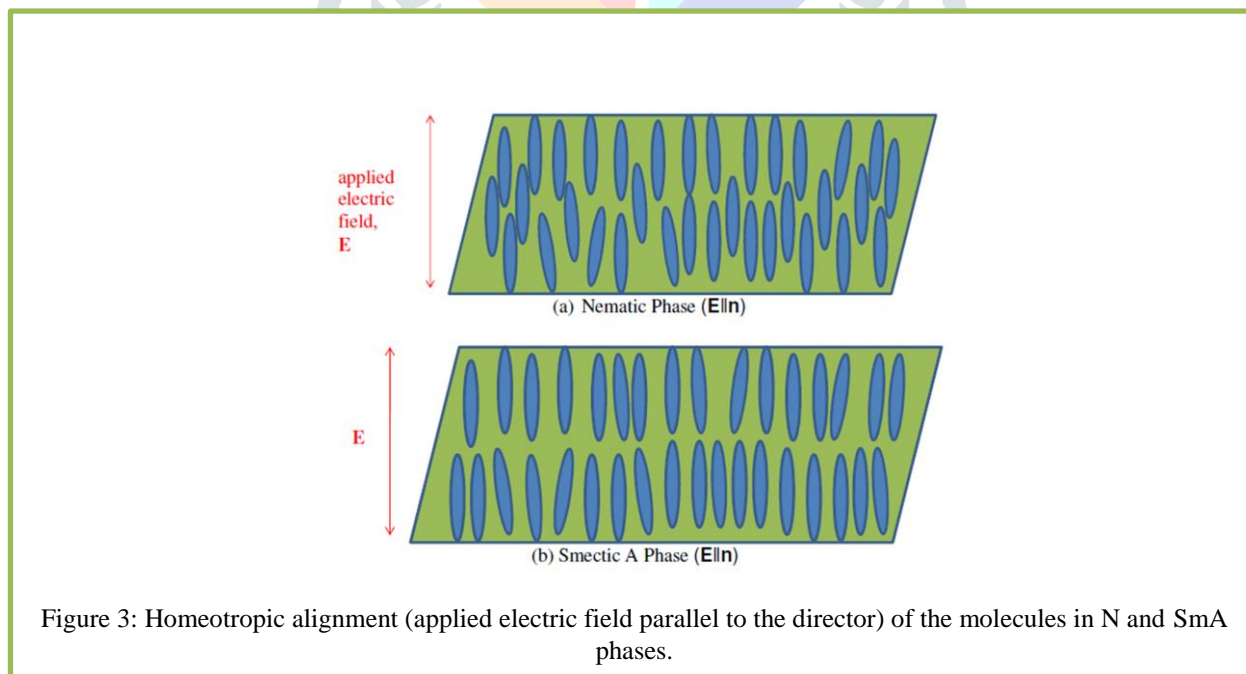 applied
electric
field,
E
(a) Nematic Phase (E||n)
E
(b) Smectic A Phase (E||n)
Figure 3: Homeotropic alignment (applied electric field parallel to the director) of the molecules in N and SmA
phases.